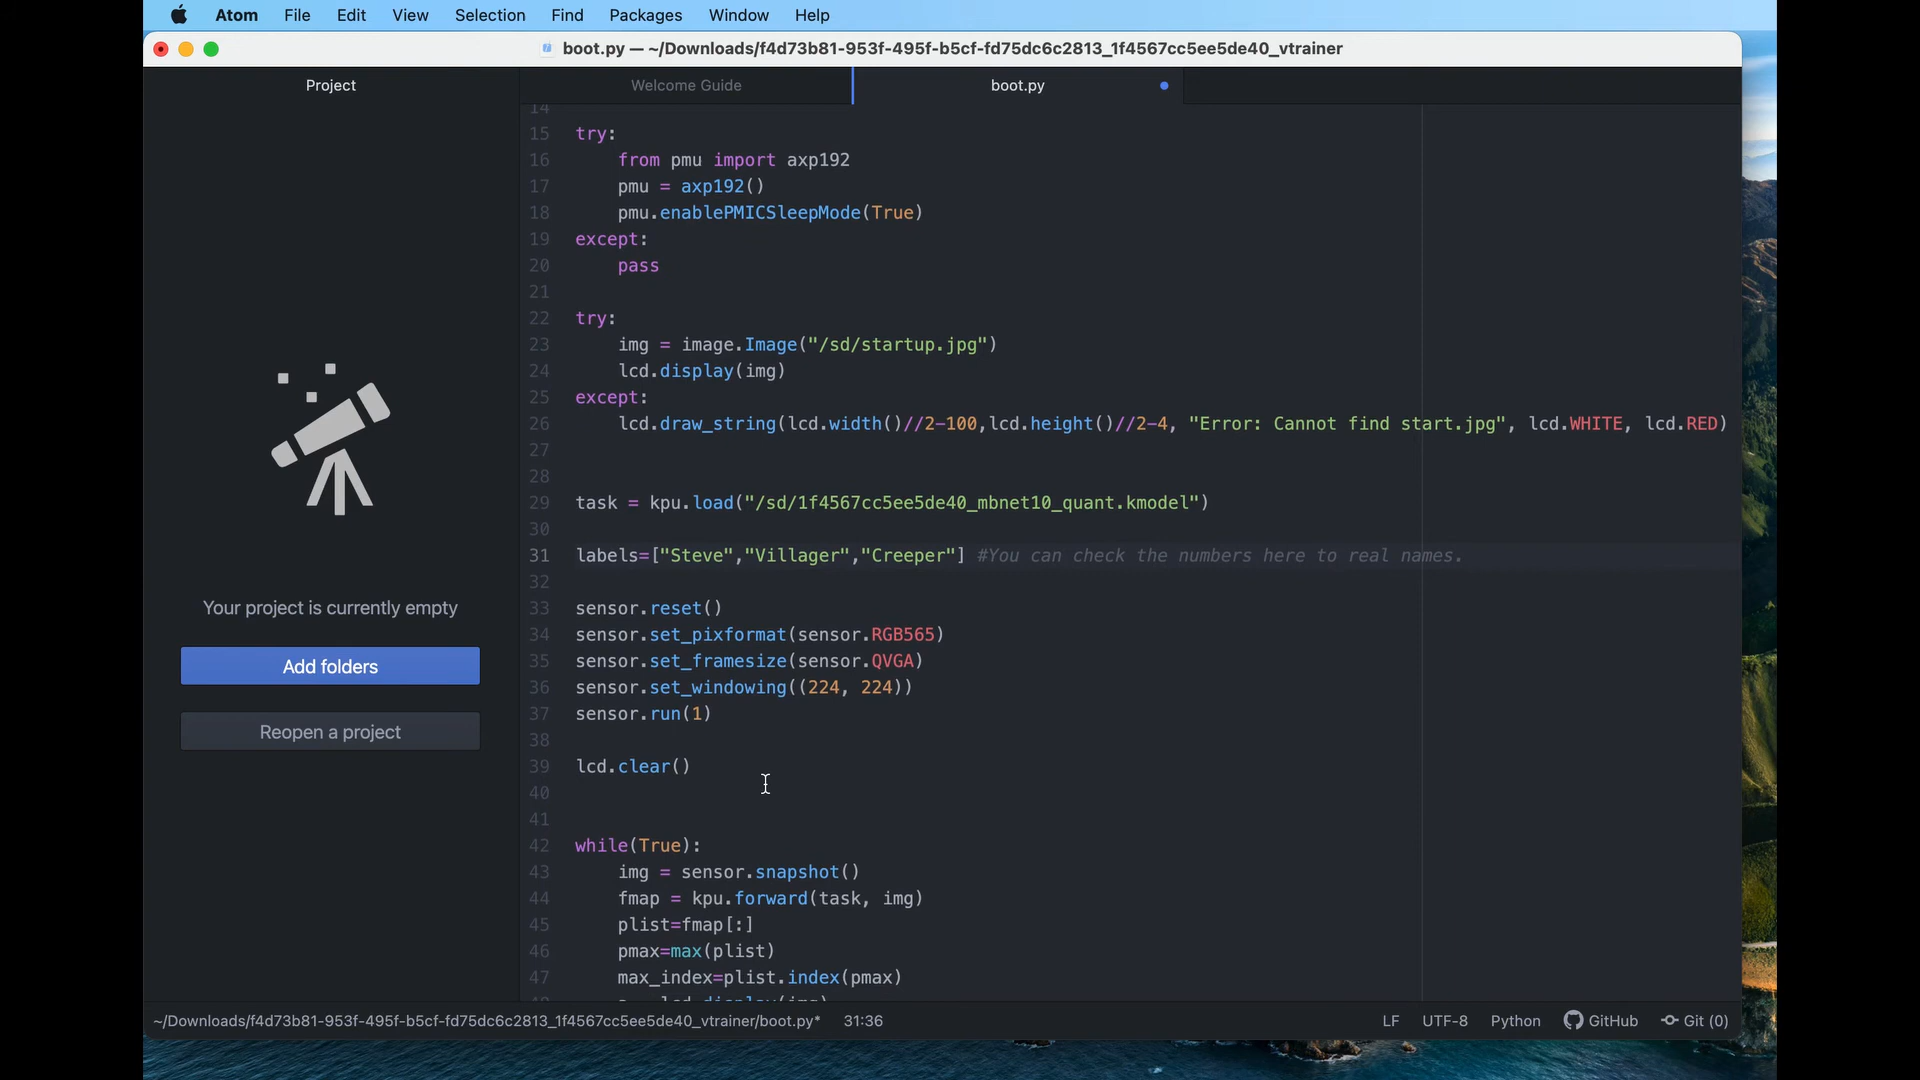 Atom File Edit View Selection Find Packages Window Help
boot.py — ~/Downloads/f4d73b81-953f-495f-b5cf-fd75dc6c2813_1f4567cc5ee5de40_vtrainer
Project
Welcome Guide
boot.py
14
15 try:
16     from pmu import axp192
17     pmu = axp192()
18     pmu.enablePMICSleepMode(True)
19 except:
20     pass
21
22 try:
23     img = image.Image("/sd/startup.jpg")
24     lcd.display(img)
25 except:
26     lcd.draw_string(lcd.width()//2-100,lcd.height()//2-4, "Error: Cannot find start.jpg", lcd.WHITE, lcd.RED)
27
28
29 task = kpu.load("/sd/1f4567cc5ee5de40_mbnet10_quant.kmodel")
30
31 labels=["Steve","Villager","Creeper"] #You can check the numbers here to real names.
32
33 sensor.reset()
34 sensor.set_pixformat(sensor.RGB565)
35 sensor.set_framesize(sensor.QVGA)
36 sensor.set_windowing((224, 224))
37 sensor.run(1)
38
39 lcd.clear()
40
41
42 while(True):
43     img = sensor.snapshot()
44     fmap = kpu.forward(task, img)
45     plist=fmap[:]
46     pmax=max(plist)
47     max_index=plist.index(pmax)
Your project is currently empty
Add folders
Reopen a project
~/Downloads/f4d73b81-953f-495f-b5cf-fd75dc6c2813_1f4567cc5ee5de40_vtrainer/boot.py* 31:36
LF UTF-8 Python GitHub Git (0)